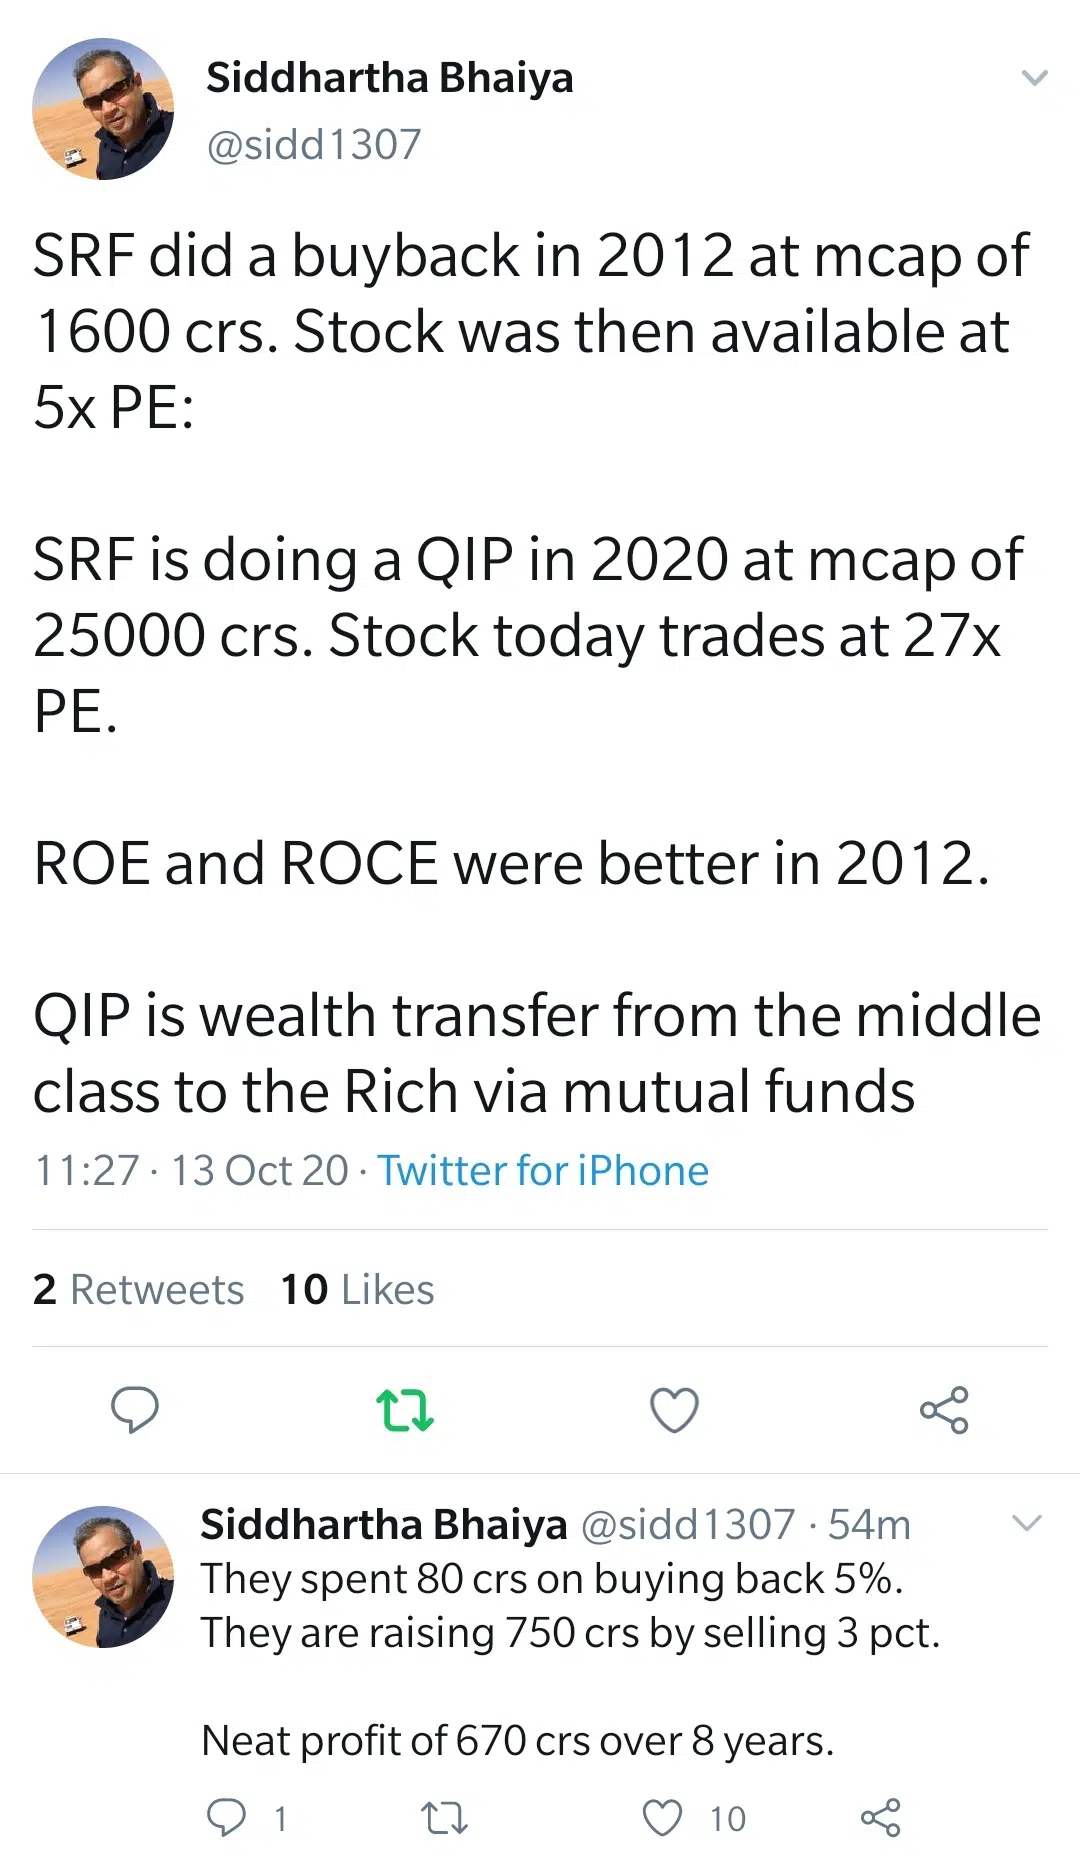 Siddhartha Bhaiya
@sidd1307
SRF did a buyback in 2012 at mcap of
1600 crs. Stock was then available at
5x PE:
SRF is doing a QIP in 2020 at mcap of
25000 crs. Stock today trades at 27x
PE.
ROE and ROCE were better in 2012.
QIP is wealth transfer from the middle
class to the Rich via mutual funds
11:27 · 13 Oct 20 · Twitter for iPhone
2 Retweets 10 Likes
Siddhartha Bhaiya @sidd1307 · 54m
They spent 80 crs on buying back 5%.
They are raising 750 crs by selling 3 pct.
Neat profit of 670 crs over 8 years.
1 10